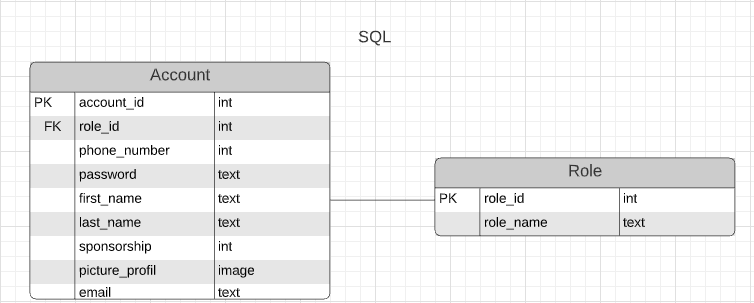 SQL
Account
PK account_id int
FK role_id int
phone_number int
password text
first_name text
last_name text
sponsorship int
picture_profil image
email text
Role
PK role_id int
role_name text